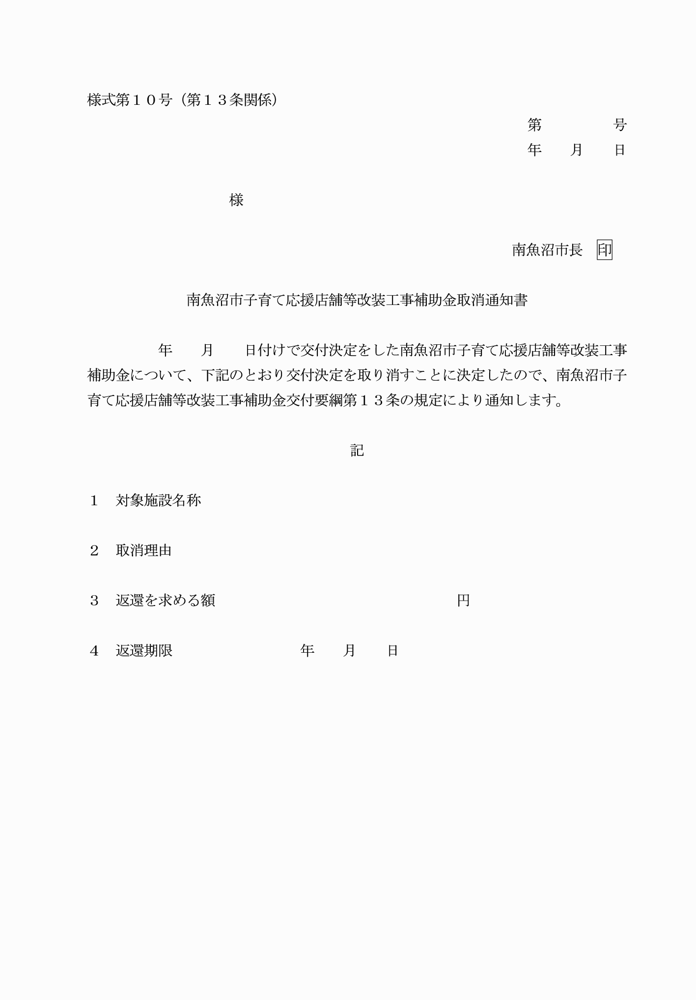 様式第１０号（第１３条関係）
第　　　　　号
年　　月　　日
様
南魚沼市長　印
南魚沼市子育て応援店舗等改装工事補助金取消通知書
年　　月　　日付けで交付決定をした南魚沼市子育て応援店舗等改装工事
補助金について、下記のとおり交付決定を取り消すことに決定したので、南魚沼市子
育て応援店舗等改装工事補助金交付要綱第１３条の規定により通知します。
記
１　対象施設名称
２　取消理由
３　返還を求める額　　　　　　　　　　　　　　　　　円
４　返還期限　　　　　　　　　年　　月　　日